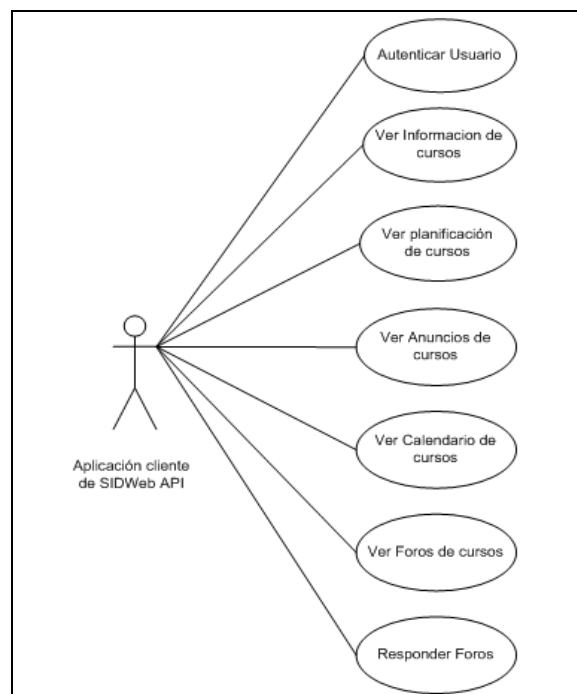 Autenticar Usuario
Ver Informacion de
cursos
Ver planificación
de cursos
Ver Anuncios de
cursos
Aplicación cliente
de SIDWeb API
Ver Calendario de
cursos
Ver Foros de cursos
Responder Foros